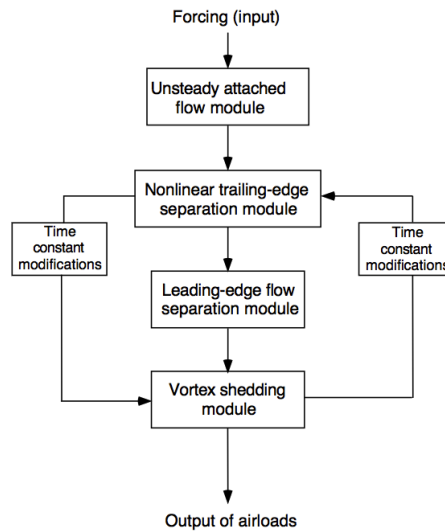 Forcing (input)
Unsteady attached
flow module
Nonlinear trailing-edge
separation module
Time
constant
modifications
Time
constant
modifications
Leading-edge flow
separation module
Vortex shedding
module
Output of airloads